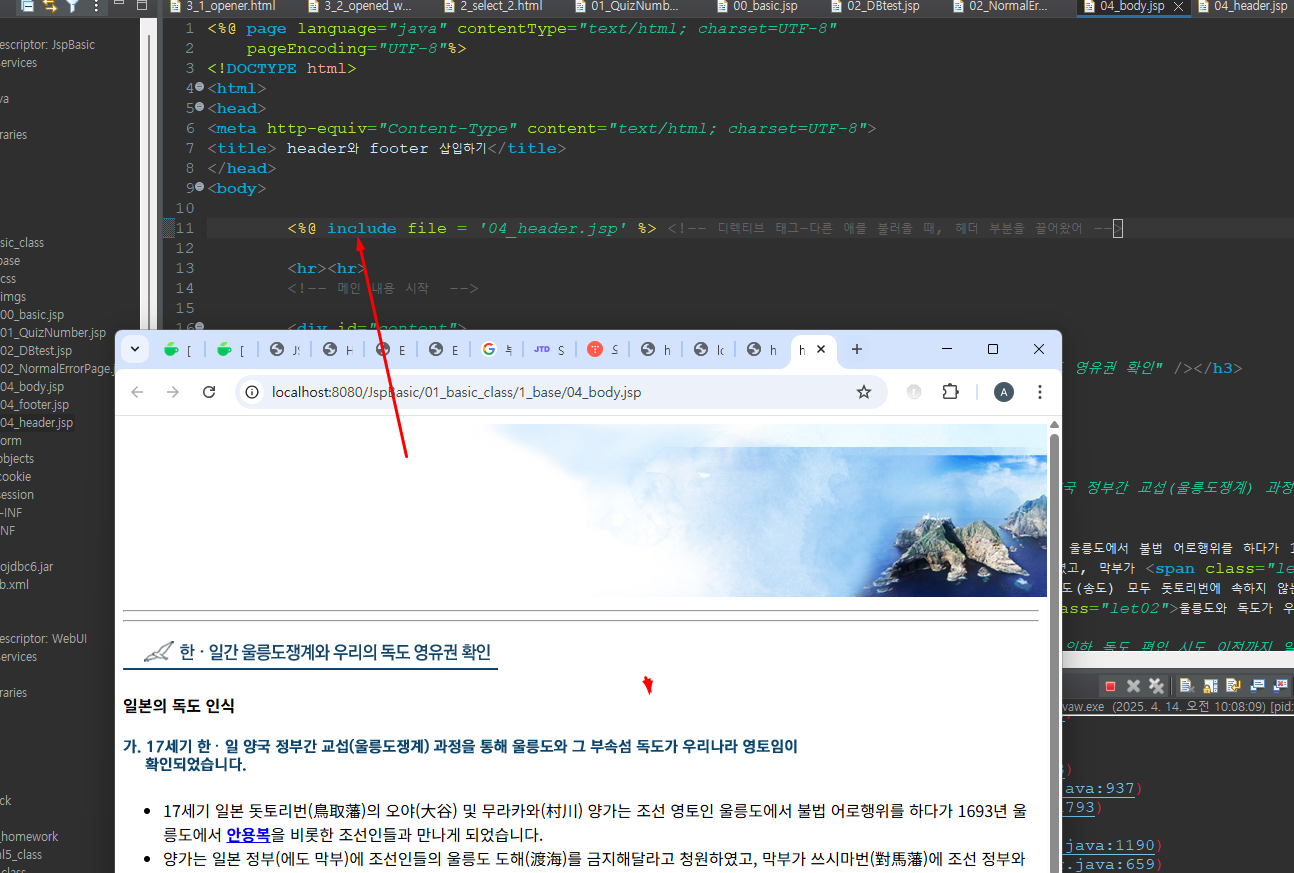 3_1_opener.html 3_2_opened_w... 2_select_2.html 01_QuizNumb... 00_basic.jsp 02_DBtest.jsp 02_NormalEr... 04_body.jsp 04_header.jsp
escriptor: JspBasic
ervices
va
raries
sic_class
base
css
imgs
00_basic.jsp
01_QuizNumber.jsp
02_DBtest.jsp
02_NormalErrorPage.
04_body.jsp
04_footer.jsp
04_header.jsp
orm
objects
cookie
session
-INF
NF
ojdbc6.jar
b.xml
escriptor: WebUI
ervices
raries
ck
_homework
ml5_class
class
1 <%@ page language="java" contentType="text/html; charset=UTF-8"
2 pageEncoding="UTF-8"%>
3 <!DOCTYPE html>
4 <html>
5 <head>
6 <meta http-equiv="Content-Type" content="text/html; charset=UTF-8">
7 <title> header와 footer 삽입하기</title>
8 </head>
9 <body>
10
11 <%@ include file = '04_header.jsp' %> <!-- 디렉티브 태그-다른 애를 불러올 때, 헤더 부분을 끌어왔어 -->
12
13 <hr><hr>
14 <!-- 메인 내용 시작 -->
15
16 <div id="content">
영유권 확인" /></h3>
국 정부간 교섭(울릉도쟁계) 과정
울릉도에서 불법 어로행위를 하다가 1
고, 막부가 <span class="le
도(송도) 모두 돗토리번에 속하지 않는
ass="let02">울릉도와 독도가 우
인하 독도 편입 시도 이전까지 일
vaw.exe (2025. 4. 14. 오전 10:08:09) [pid:
)
ava:937)
793)
java:1190)
.java:659)
[ [ JS H E E 녹 JTD S S h lo h h
localhost:8080/JspBasic/01_basic_class/1_base/04_body.jsp
A
한ㆍ일간 울릉도쟁계와 우리의 독도 영유권 확인
일본의 독도 인식
가. 17세기 한ㆍ일 양국 정부간 교섭(울릉도쟁계) 과정을 통해 울릉도와 그 부속섬 독도가 우리나라 영토임이
확인되었습니다.
• 17세기 일본 돗토리번(鳥取藩)의 오야(大谷) 및 무라카와(村川) 양가는 조선 영토인 울릉도에서 불법 어로행위를 하다가 1693년 울
릉도에서 안용복을 비롯한 조선인들과 만나게 되었습니다.
• 양가는 일본 정부(에도 막부)에 조선인들의 울릉도 도해(渡海)를 금지해달라고 청원하였고, 막부가 쓰시마번(對馬藩)에 조선 정부와